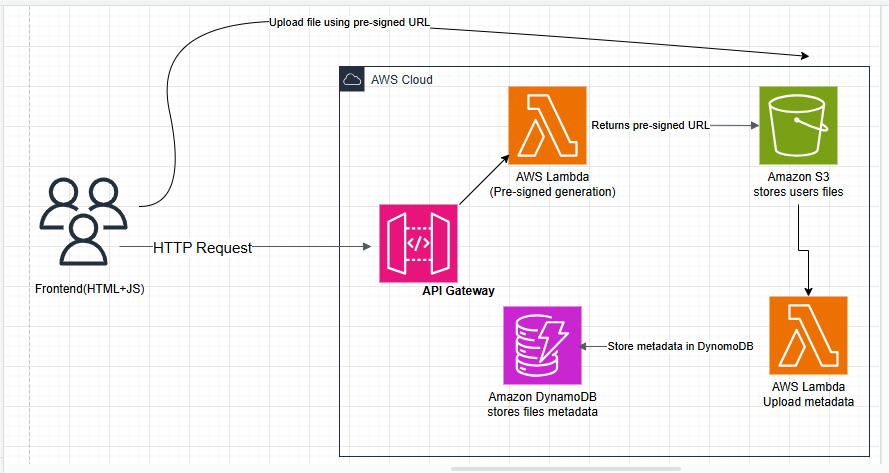 Upload file using pre-signed URL
AWS Cloud
Returns pre-signed URL
AWS Lambda
(Pre-signed generation)
Amazon S3
stores users files
HTTP Request
Frontend(HTML+JS)
API Gateway
Store metadata in DynomoDB
Amazon DynamoDB
stores files metadata
AWS Lambda
Upload metadata